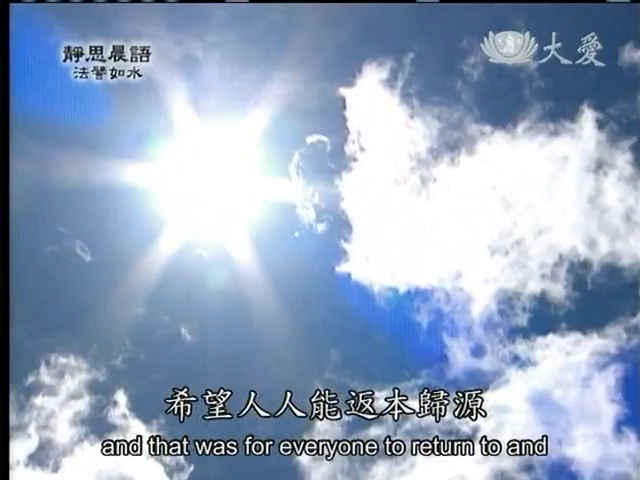 靜思晨語
法譬如水
大愛
希望人人能返本歸源
and that was for everyone to return to and